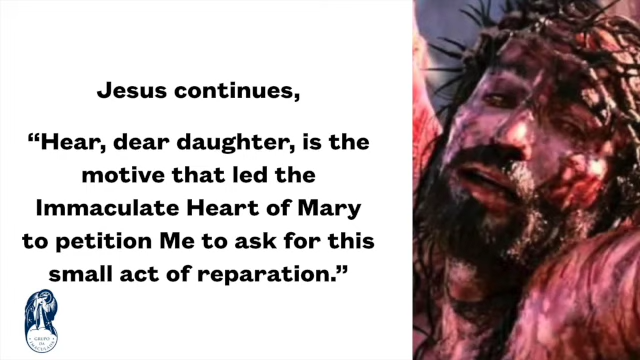 Jesus continues,
“Hear, dear daughter, is the
motive that led the
Immaculate Heart of Mary
to petition Me to ask for this
small act of reparation.”